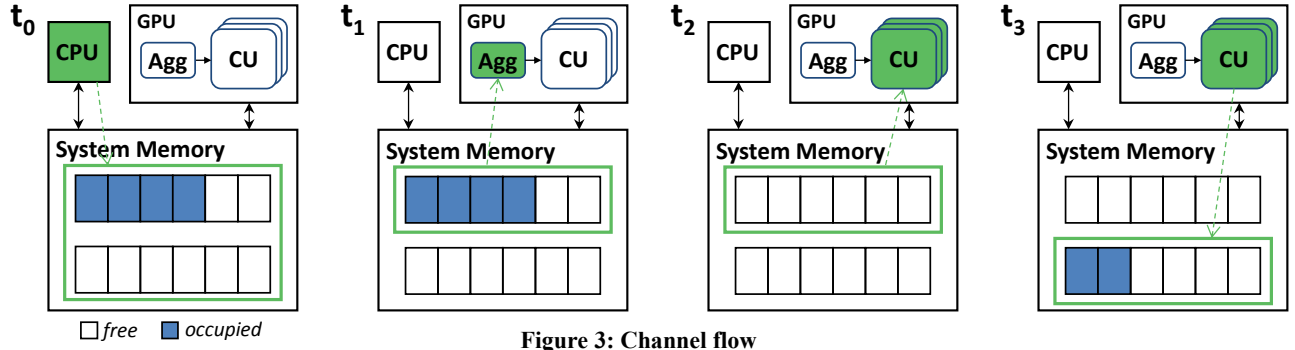 t0
CPU
GPU
Agg
CU
System Memory
t1
CPU
GPU
Agg
CU
System Memory
t2
CPU
GPU
Agg
CU
System Memory
t3
CPU
GPU
Agg
CU
System Memory
free
occupied
Figure 3: Channel flow